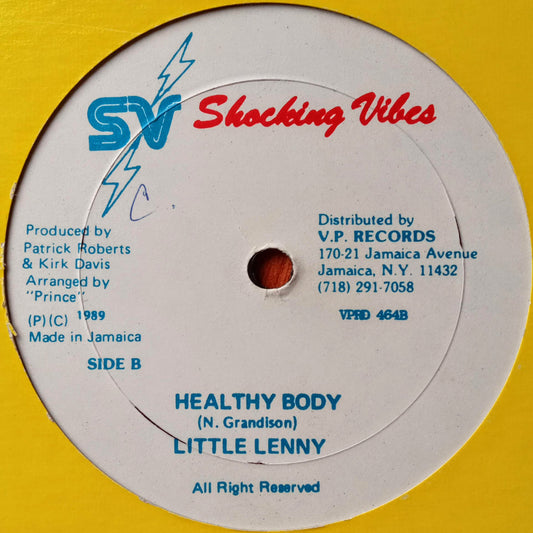 SV Shocking Vibes
C.
Produced by
Patrick Roberts
& Kirk Davis
Arranged by
"Prince"
(P)(C) 1989
Made in Jamaica
SIDE B
Distributed by
V.P. RECORDS
170-21 Jamaica Avenue
Jamaica, N.Y. 11432
(718) 291-7058
VPRD 464B
HEALTHY BODY
(N. Grandison)
LITTLE LENNY
All Right Reserved